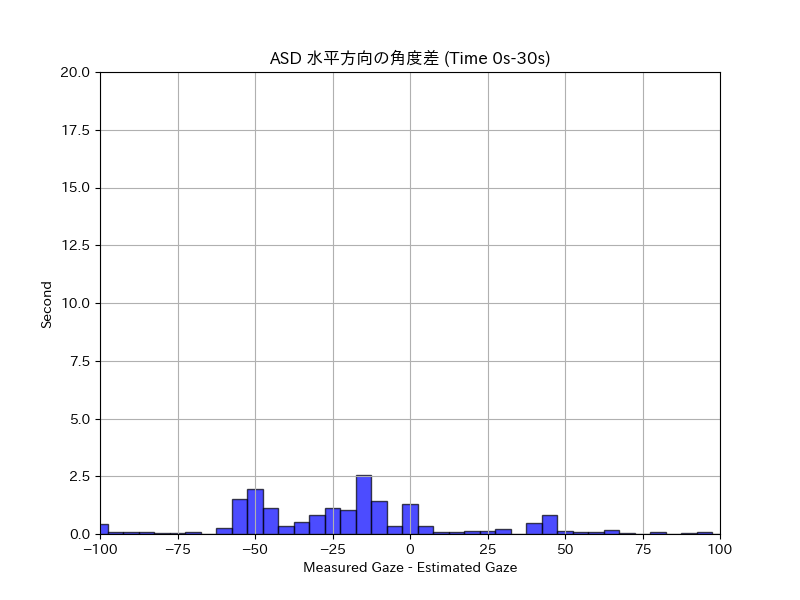 ASD 水平方向の角度差 (Time 0s-30s)
20.0
17.5
15.0
12.5
10.0
7.5
5.0
2.5
0.0
Second
−100 −75 −50 −25 0 25 50 75 100
Measured Gaze - Estimated Gaze